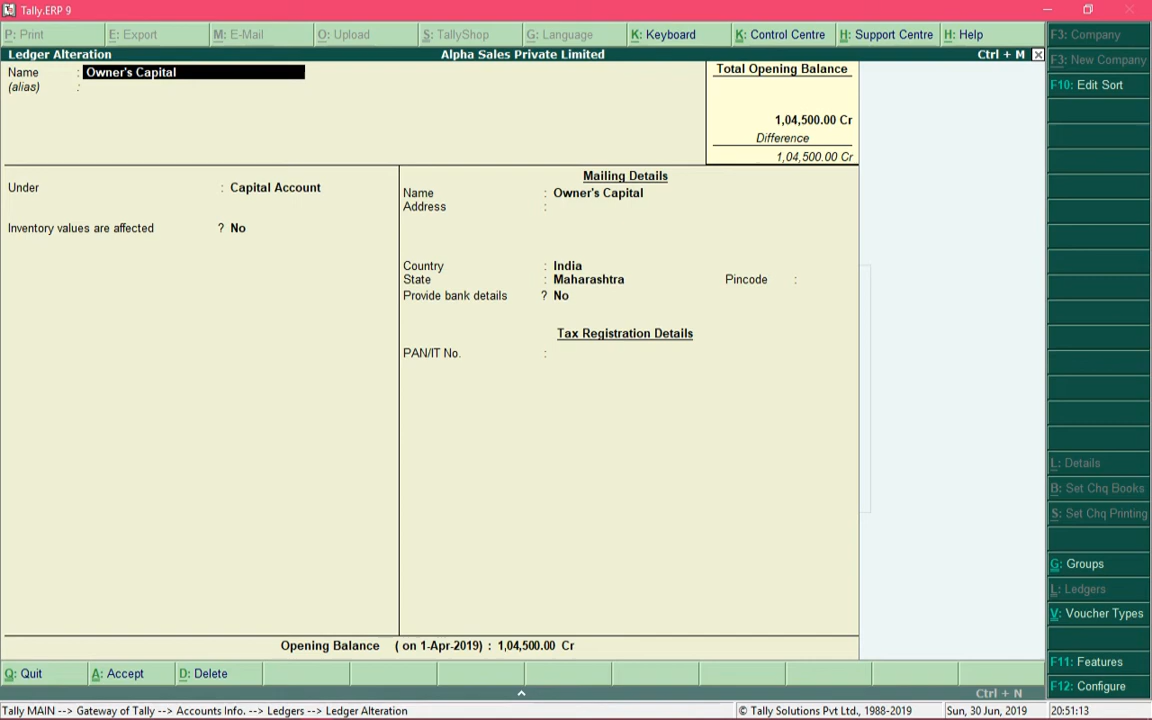 Tally.ERP 9
P: Print E: Export M: E-Mail O: Upload S: TallyShop G: Language K: Keyboard K: Control Centre H: Support Centre H: Help
Ledger Alteration Alpha Sales Private Limited Ctrl + M
Name : Owner's Capital
(alias) :
Total Opening Balance
1,04,500.00 Cr
Difference
1,04,500.00 Cr
Under : Capital Account
Inventory values are affected ? No
Mailing Details
Name : Owner's Capital
Address :
Country : India
State : Maharashtra Pincode :
Provide bank details ? No
Tax Registration Details
PAN/IT No. :
Opening Balance ( on 1-Apr-2019) : 1,04,500.00 Cr
Q: Quit A: Accept D: Delete
Ctrl + N
Tally MAIN --> Gateway of Tally --> Accounts Info. --> Ledgers --> Ledger Alteration © Tally Solutions Pvt Ltd., 1988-2019 Sun, 30 Jun, 2019 20:51:13
F3: Company
F3: New Company
F10: Edit Sort
L: Details
B: Set Chq Books
S: Set Chq Printing
G: Groups
L: Ledgers
V: Voucher Types
F11: Features
F12: Configure